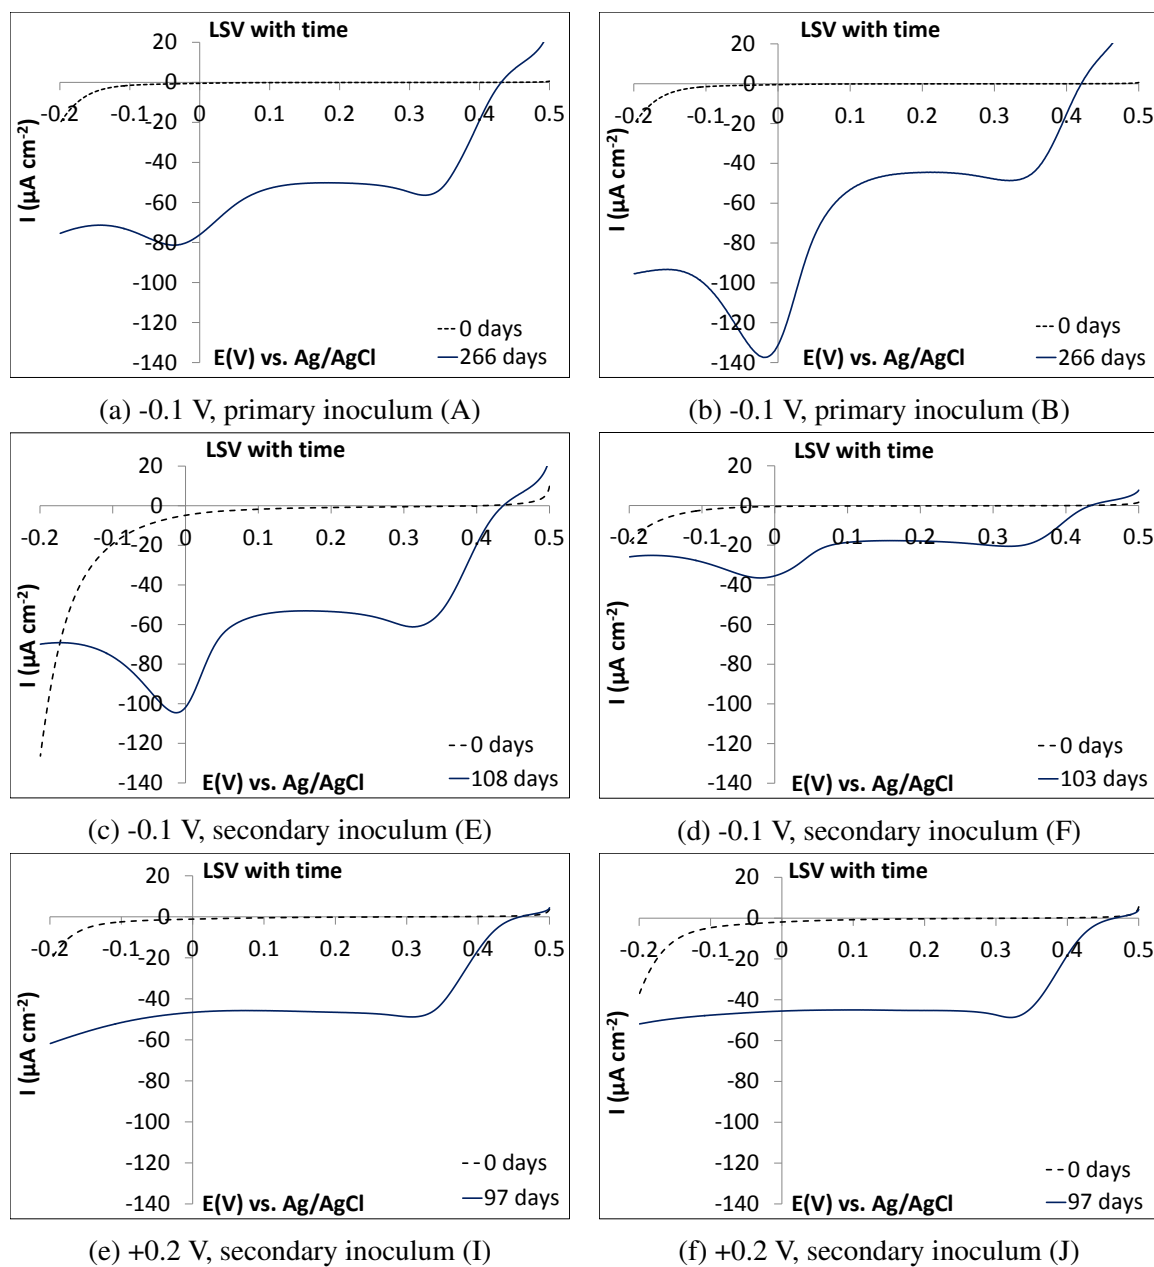 LSV with time
20
0
-0.2 -0.1 0 0.1 0.2 0.3 0.4 0.5
-20
-40
-60
-80
-100
-120
-140
I (µA cm-2)
0 days
266 days
E(V) vs. Ag/AgCl
(a) -0.1 V, primary inoculum (A)
LSV with time
20
0
-0.2 -0.1 0 0.1 0.2 0.3 0.4 0.5
-20
-40
-60
-80
-100
-120
-140
I (µA cm-2)
0 days
266 days
E(V) vs. Ag/AgCl
(b) -0.1 V, primary inoculum (B)
LSV with time
20
0
-0.2 -0.1 0 0.1 0.2 0.3 0.4 0.5
-20
-40
-60
-80
-100
-120
-140
I (µA cm-2)
0 days
108 days
E(V) vs. Ag/AgCl
(c) -0.1 V, secondary inoculum (E)
LSV with time
20
0
-0.2 -0.1 0 0.1 0.2 0.3 0.4 0.5
-20
-40
-60
-80
-100
-120
-140
I (µA cm-2)
0 days
103 days
E(V) vs. Ag/AgCl
(d) -0.1 V, secondary inoculum (F)
LSV with time
20
0
-0.2 -0.1 0 0.1 0.2 0.3 0.4 0.5
-20
-40
-60
-80
-100
-120
-140
I (µA cm-2)
0 days
97 days
E(V) vs. Ag/AgCl
(e) +0.2 V, secondary inoculum (I)
LSV with time
20
0
-0.2 -0.1 0 0.1 0.2 0.3 0.4 0.5
-20
-40
-60
-80
-100
-120
-140
I (µA cm-2)
0 days
97 days
E(V) vs. Ag/AgCl
(f) +0.2 V, secondary inoculum (J)